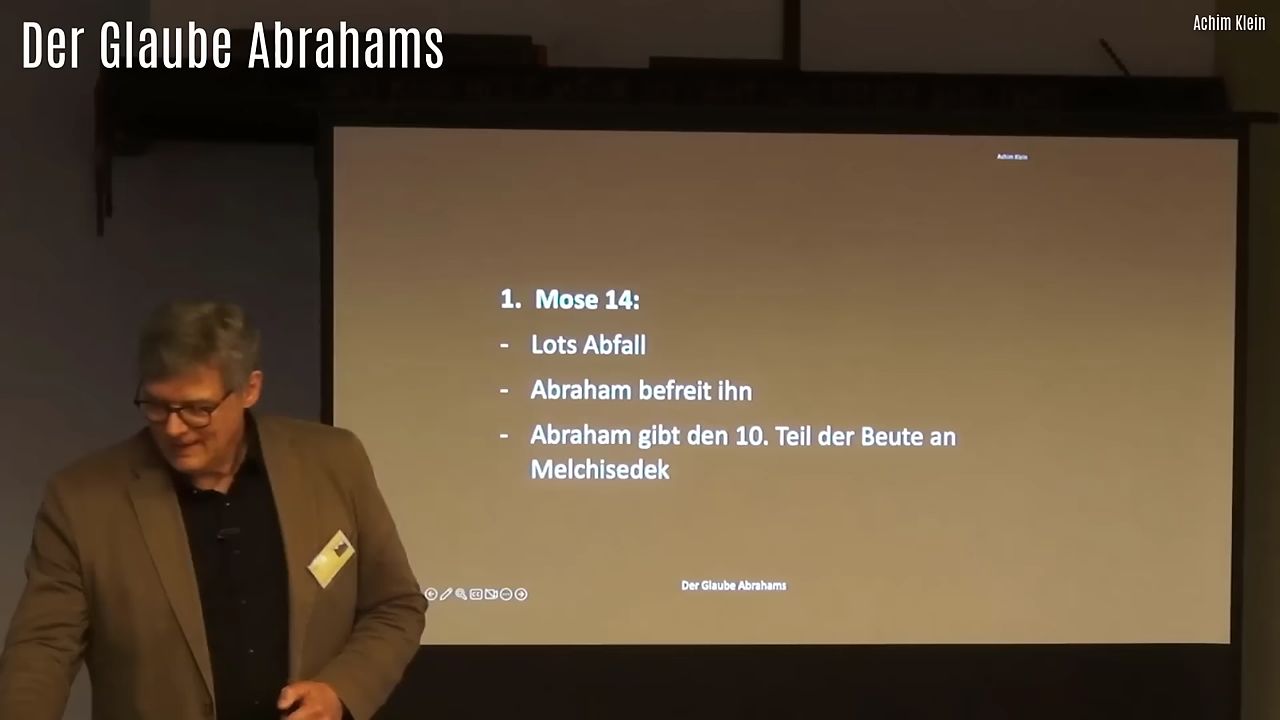 Der Glaube Abrahams
Achim Klein
Achim Klein
1. Mose 14:
- Lots Abfall
- Abraham befreit ihn
- Abraham gibt den 10. Teil der Beute an
Melchisedek
Der Glaube Abrahams